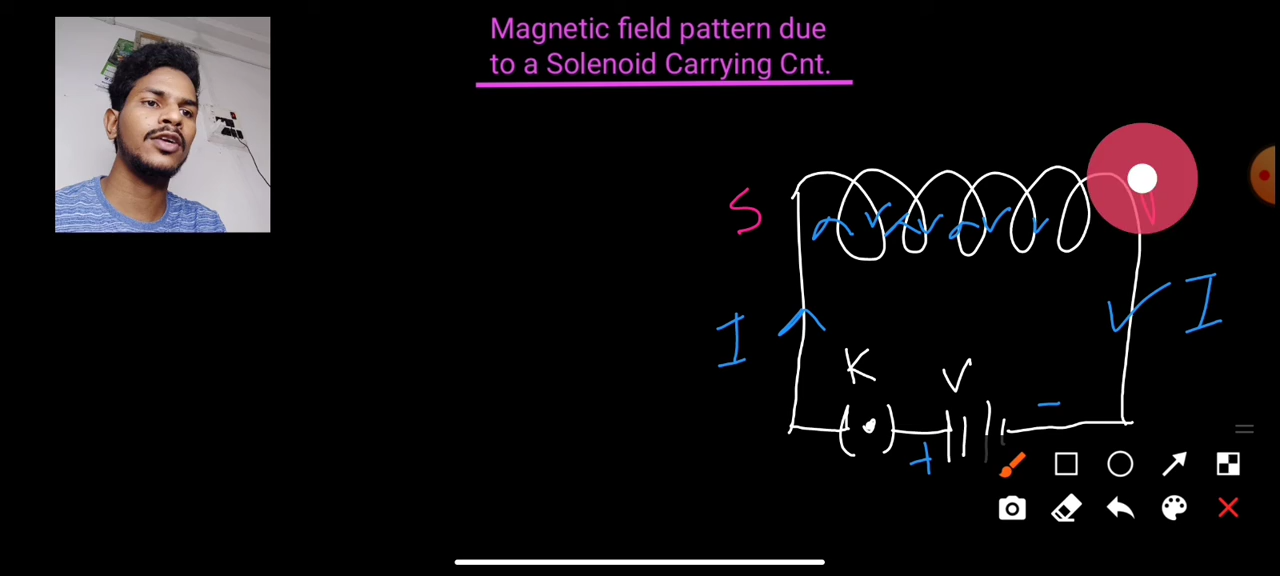 Magnetic field pattern due
to a Solenoid Carrying Cnt.
S
I
I
K
V
-
+